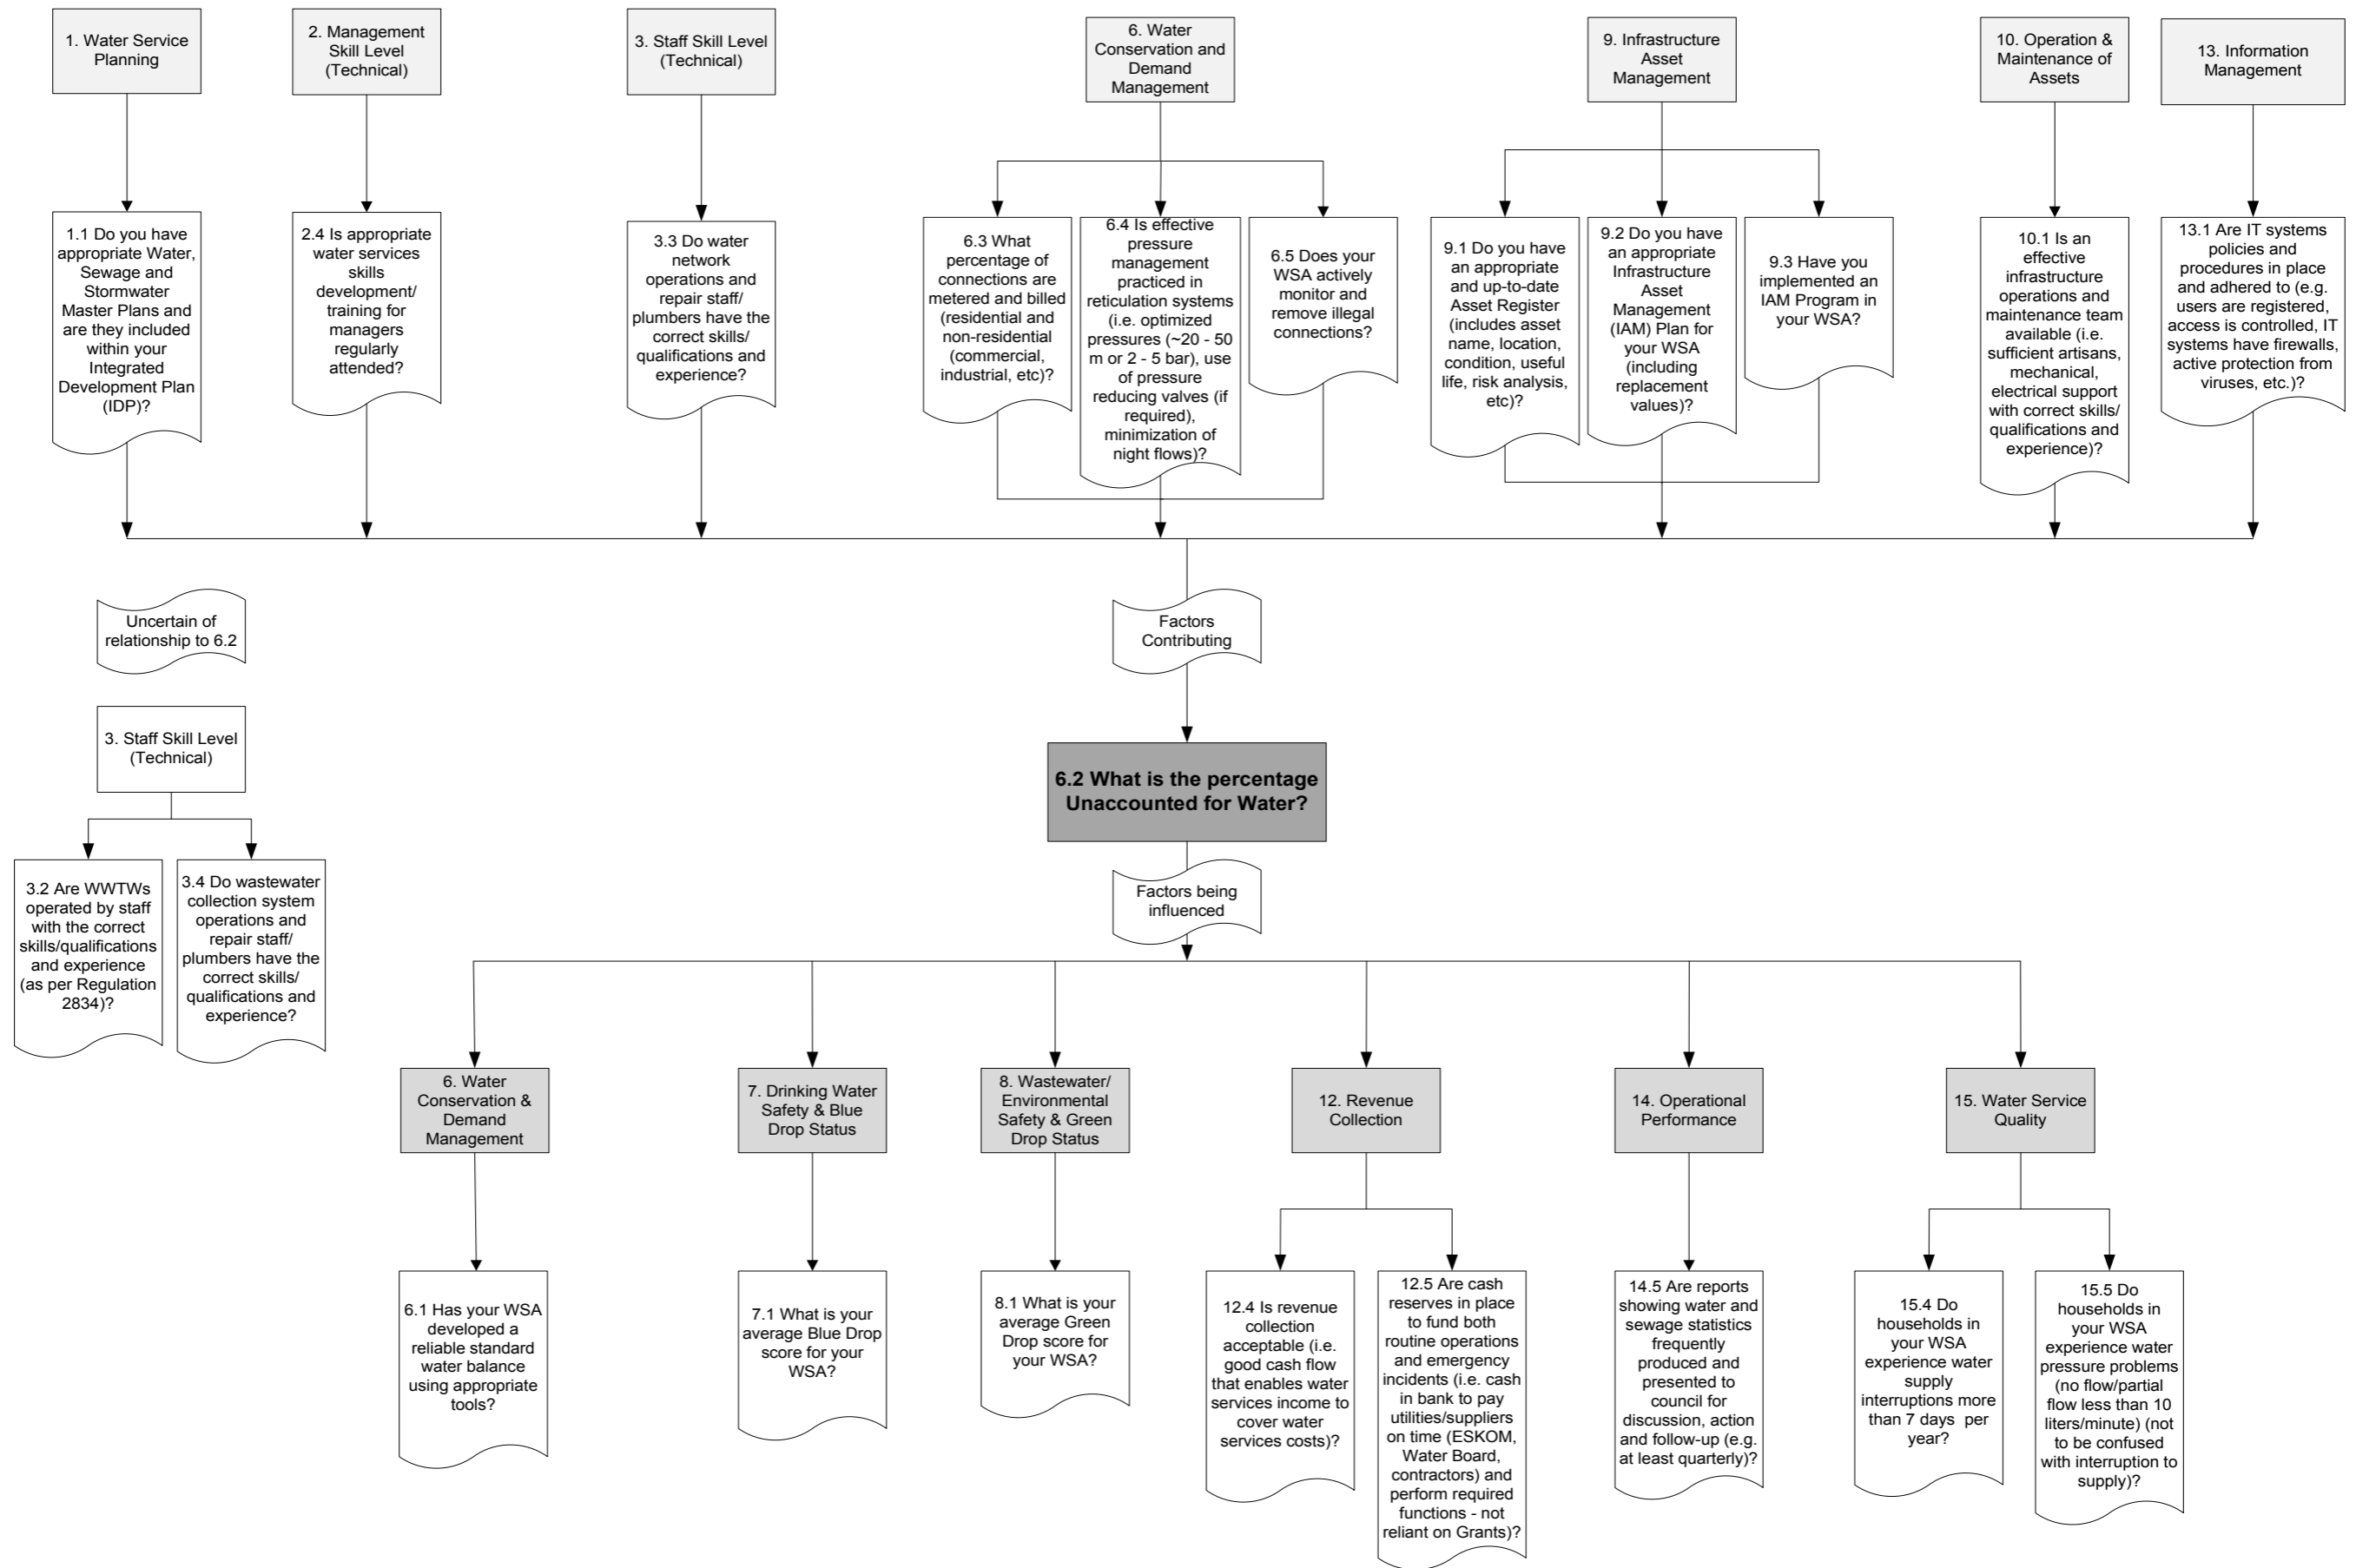 1. Water Service
Planning
2. Management
Skill Level
(Technical)
3. Staff Skill Level
(Technical)
6. Water
Conservation and
Demand
Management
9. Infrastructure
Asset
Management
10. Operation &
Maintenance of
Assets
13. Information
Management
1.1 Do you have
appropriate Water,
Sewage and
Stormwater
Master Plans and
are they included
within your
Integrated
Development Plan
(IDP)?
2.4 Is appropriate
water services
skills
development/
training for
managers
regularly
attended?
3.3 Do water
network
operations and
repair staff/
plumbers have the
correct skills/
qualifications and
experience?
6.3 What
percentage of
connections are
metered and billed
(residential and
non-residential
(commercial,
industrial, etc)?
6.4 Is effective
pressure
management
practiced in
reticulation systems
(i.e. optimized
pressures (~20 - 50
m or 2 - 5 bar), use
of pressure
reducing valves (if
required),
minimization of
night flows)?
6.5 Does your
WSA actively
monitor and
remove illegal
connections?
9.1 Do you have
an appropriate
and up-to-date
Asset Register
(includes asset
name, location,
condition, useful
life, risk analysis,
etc)?
9.2 Do you have
an appropriate
Infrastructure
Asset
Management
(IAM) Plan for
your WSA
(including
replacement
values)?
9.3 Have you
implemented an
IAM Program in
your WSA?
10.1 Is an
effective
infrastructure
operations and
maintenance team
available (i.e.
sufficient artisans,
mechanical,
electrical support
with correct skills/
qualifications and
experience)?
13.1 Are IT systems
policies and
procedures in place
and adhered to (e.g.
users are registered,
access is controlled, IT
systems have firewalls,
active protection from
viruses, etc.)?
Uncertain of
relationship to 6.2
Factors
Contributing
3. Staff Skill Level
(Technical)
6.2 What is the percentage
Unaccounted for Water?
3.2 Are WWTWs
operated by staff
with the correct
skills/qualifications
and experience
(as per Regulation
2834)?
3.4 Do wastewater
collection system
operations and
repair staff/
plumbers have the
correct skills/
qualifications and
experience?
Factors being
influenced
6. Water
Conservation &
Demand
Management
7. Drinking Water
Safety & Blue
Drop Status
8. Wastewater/
Environmental
Safety & Green
Drop Status
12. Revenue
Collection
14. Operational
Performance
15. Water Service
Quality
6.1 Has your WSA
developed a
reliable standard
water balance
using appropriate
tools?
7.1 What is your
average Blue Drop
score for your
WSA?
8.1 What is your
average Green
Drop score for
your WSA?
12.4 Is revenue
collection
acceptable (i.e.
good cash flow
that enables water
services income to
cover water
services costs)?
12.5 Are cash
reserves in place
to fund both
routine operations
and emergency
incidents (i.e. cash
in bank to pay
utilities/suppliers
on time (ESKOM,
Water Board,
contractors) and
perform required
functions - not
reliant on Grants)?
14.5 Are reports
showing water and
sewage statistics
frequently
produced and
presented to
council for
discussion, action
and follow-up (e.g.
at least quarterly)?
15.4 Do
households in
your WSA
experience water
supply
interruptions more
than 7 days per
year?
15.5 Do
households in
your WSA
experience water
pressure problems
(no flow/partial
flow less than 10
liters/minute) (not
to be confused
with interruption to
supply)?